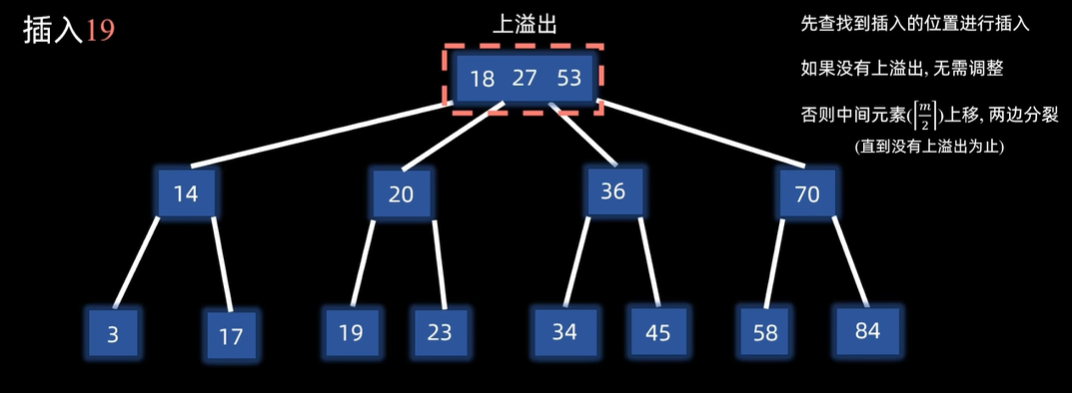 插入19
上溢出
先查找到插入的位置进行插入
如果没有上溢出, 无需调整
否则中间元素(⌈m/2⌉)上移, 两边分裂
(直到没有上溢出为止)
18 27 53
14 20 36 70
3 17 19 23 34 45 58 84